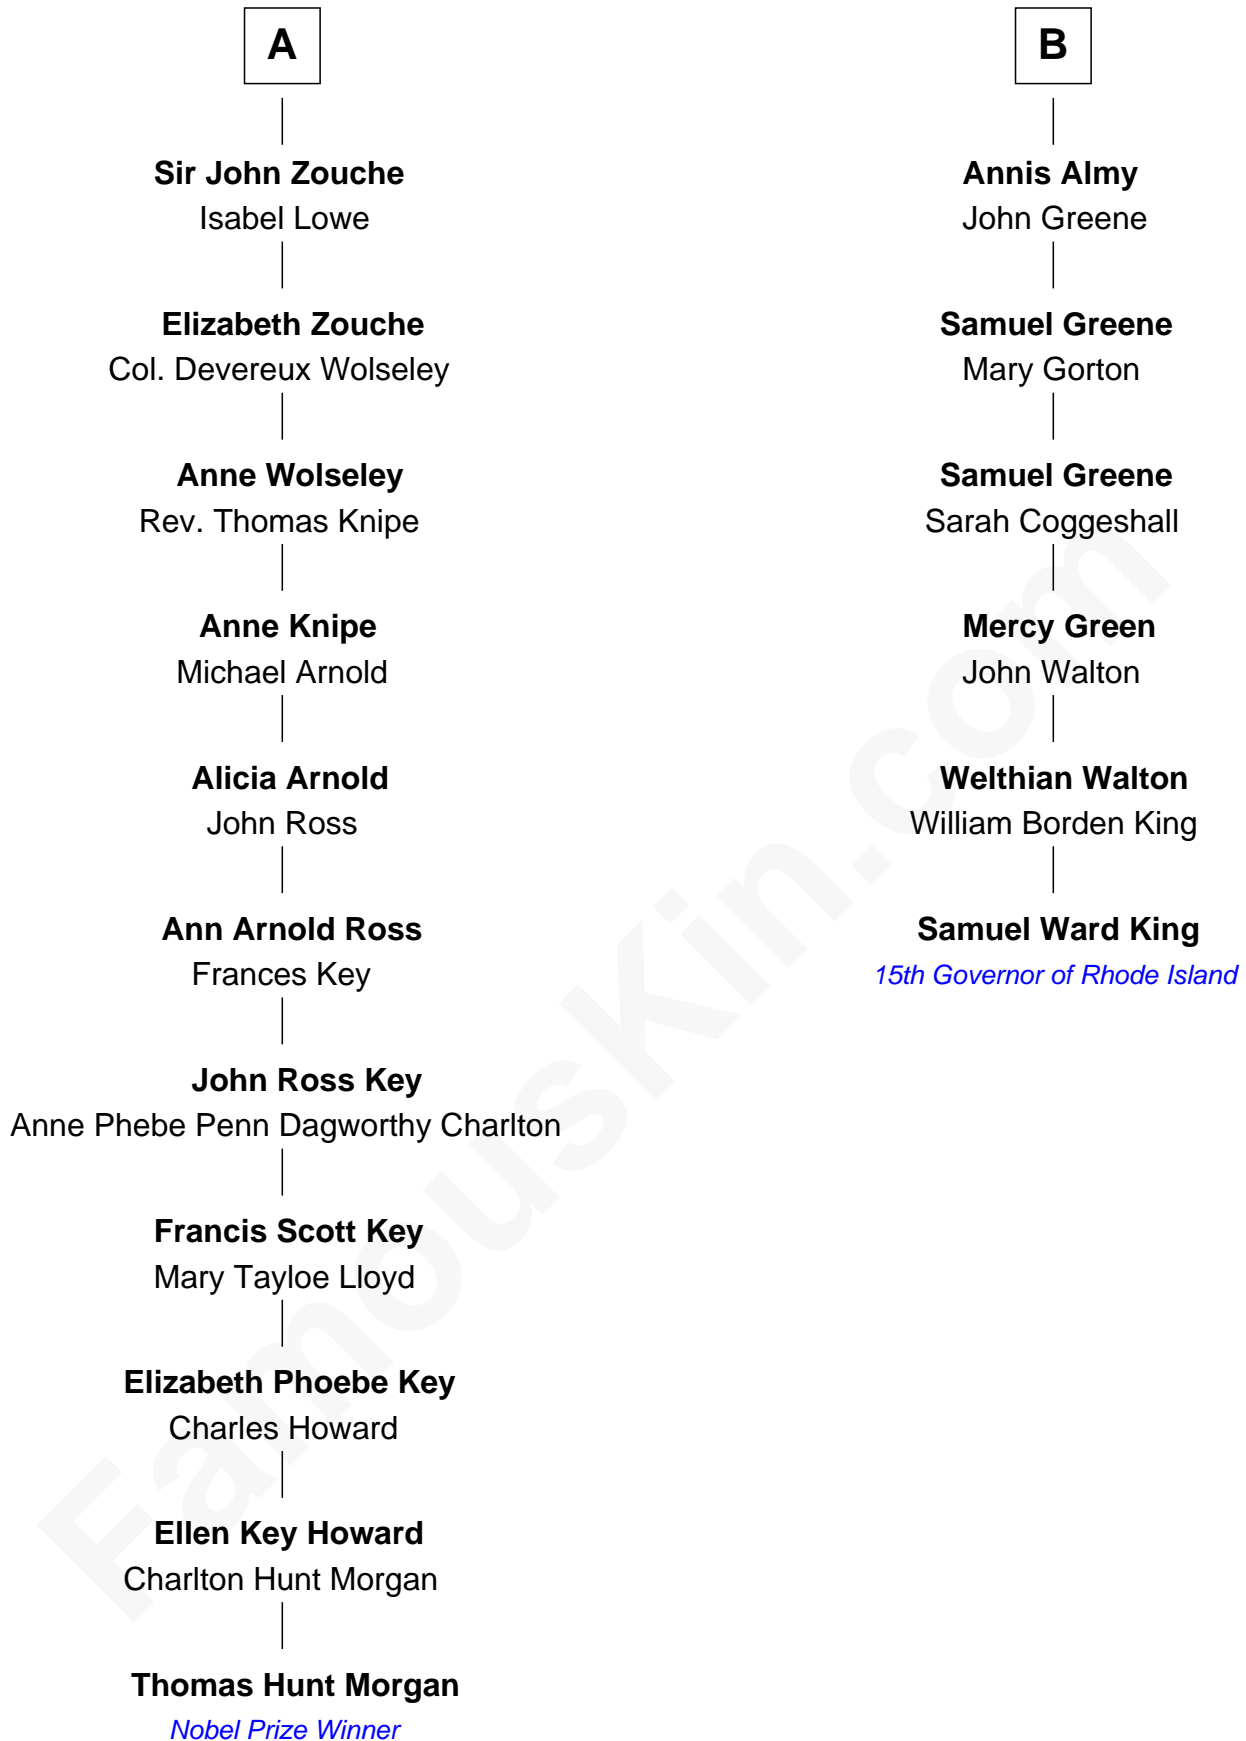 A
Sir John Zouche
Isabel Lowe
Elizabeth Zouche
Col. Devereux Wolseley
Anne Wolseley
Rev. Thomas Knipe
Anne Knipe
Michael Arnold
Alicia Arnold
John Ross
Ann Arnold Ross
Frances Key
John Ross Key
Anne Phebe Penn Dagworthy Charlton
Francis Scott Key
Mary Tayloe Lloyd
Elizabeth Phoebe Key
Charles Howard
Ellen Key Howard
Charlton Hunt Morgan
Thomas Hunt Morgan
Nobel Prize Winner
B
Annis Almy
John Greene
Samuel Greene
Mary Gorton
Samuel Greene
Sarah Coggeshall
Mercy Green
John Walton
Welthian Walton
William Borden King
Samuel Ward King
15th Governor of Rhode Island
FamousKin.com